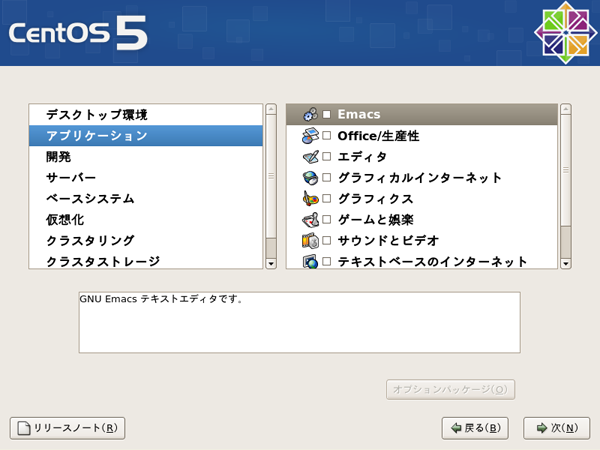 CentOS 5
デスクトップ環境
アプリケーション
開発
サーバー
ベースシステム
仮想化
クラスタリング
クラスタストレージ
Emacs
Office/生産性
エディタ
グラフィカルインターネット
グラフィクス
ゲームと娯楽
サウンドとビデオ
テキストベースのインターネット
GNU Emacs テキストエディタです。
オプションパッケージ(O)
リリースノート(R)
戻る(B)
次(N)